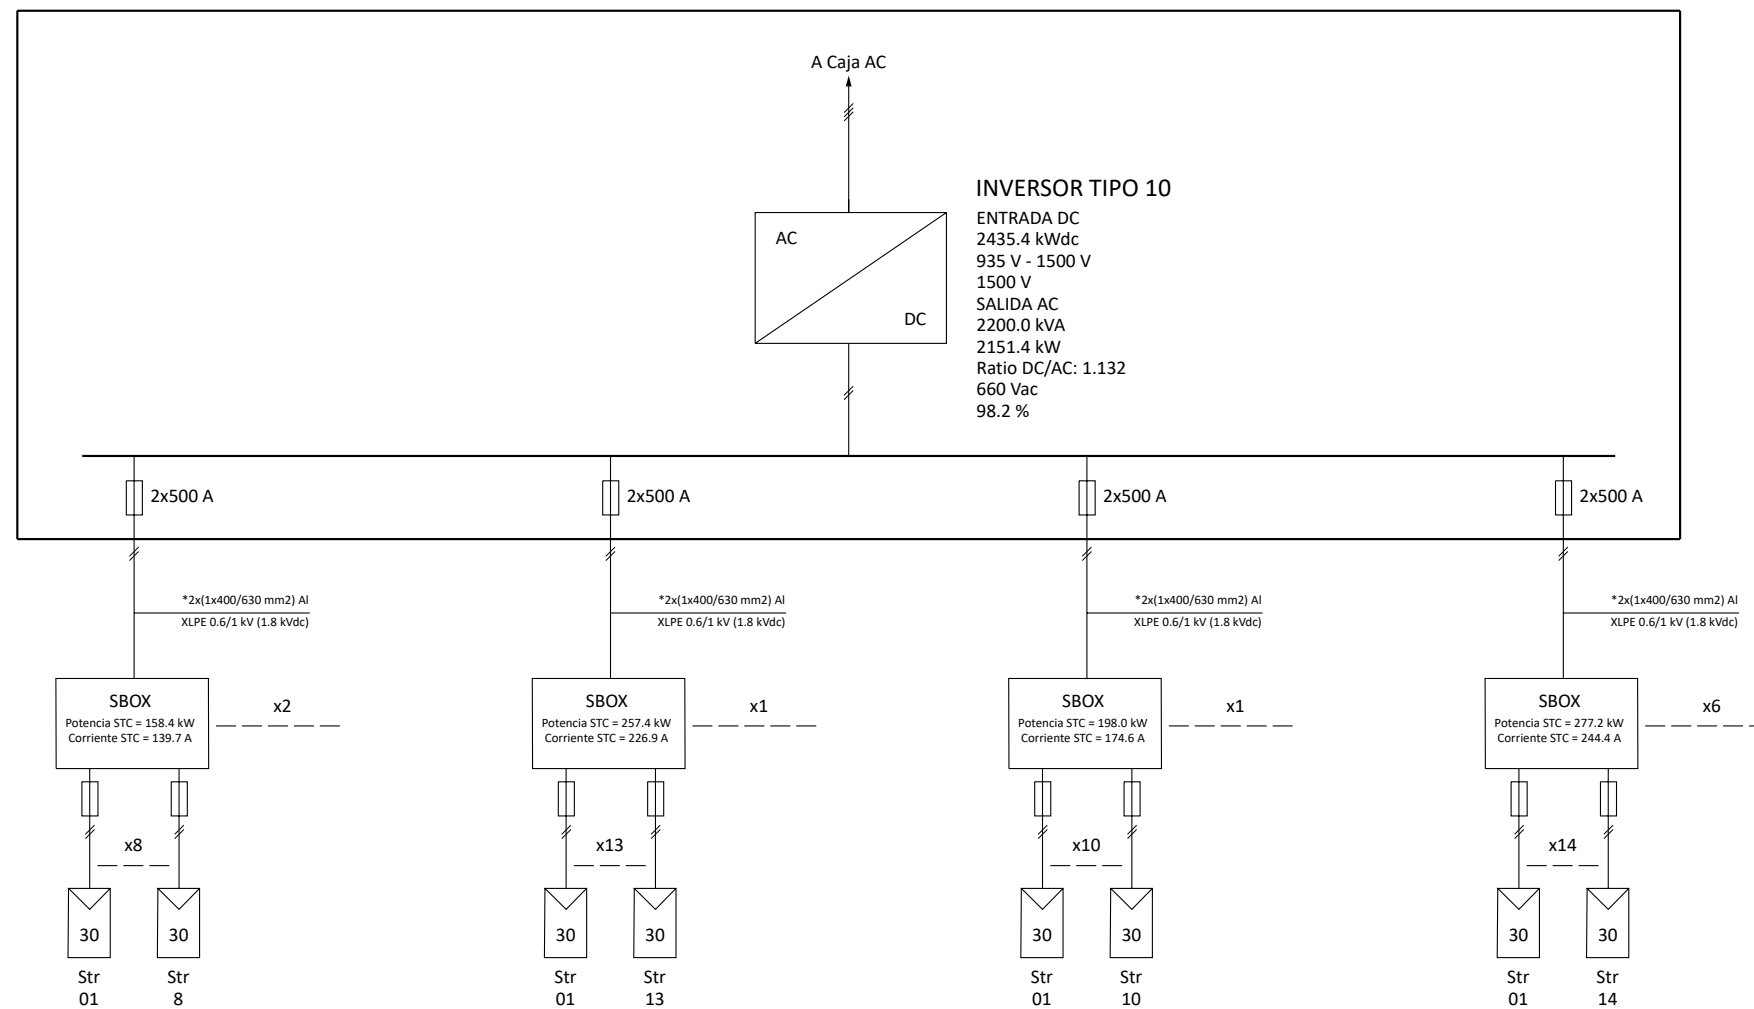 A Caja AC
INVERSOR TIPO 10
ENTRADA DC
2435.4 kWdc
935 V - 1500 V
1500 V
SALIDA AC
2200.0 kVA
2151.4 kW
Ratio DC/AC: 1.132
660 Vac
98.2 %
AC
DC
2x500 A
2x500 A
2x500 A
2x500 A
*2x(1x400/630 mm2) Al
XLPE 0.6/1 kV (1.8 kVdc)
*2x(1x400/630 mm2) Al
XLPE 0.6/1 kV (1.8 kVdc)
*2x(1x400/630 mm2) Al
XLPE 0.6/1 kV (1.8 kVdc)
*2x(1x400/630 mm2) Al
XLPE 0.6/1 kV (1.8 kVdc)
SBOX
Potencia STC = 158.4 kW
Corriente STC = 139.7 A
x2
SBOX
Potencia STC = 257.4 kW
Corriente STC = 226.9 A
x1
SBOX
Potencia STC = 198.0 kW
Corriente STC = 174.6 A
x1
SBOX
Potencia STC = 277.2 kW
Corriente STC = 244.4 A
x6
x8
x13
x10
x14
30
30
30
30
30
30
30
30
Str
01
Str
8
Str
01
Str
13
Str
01
Str
10
Str
01
Str
14